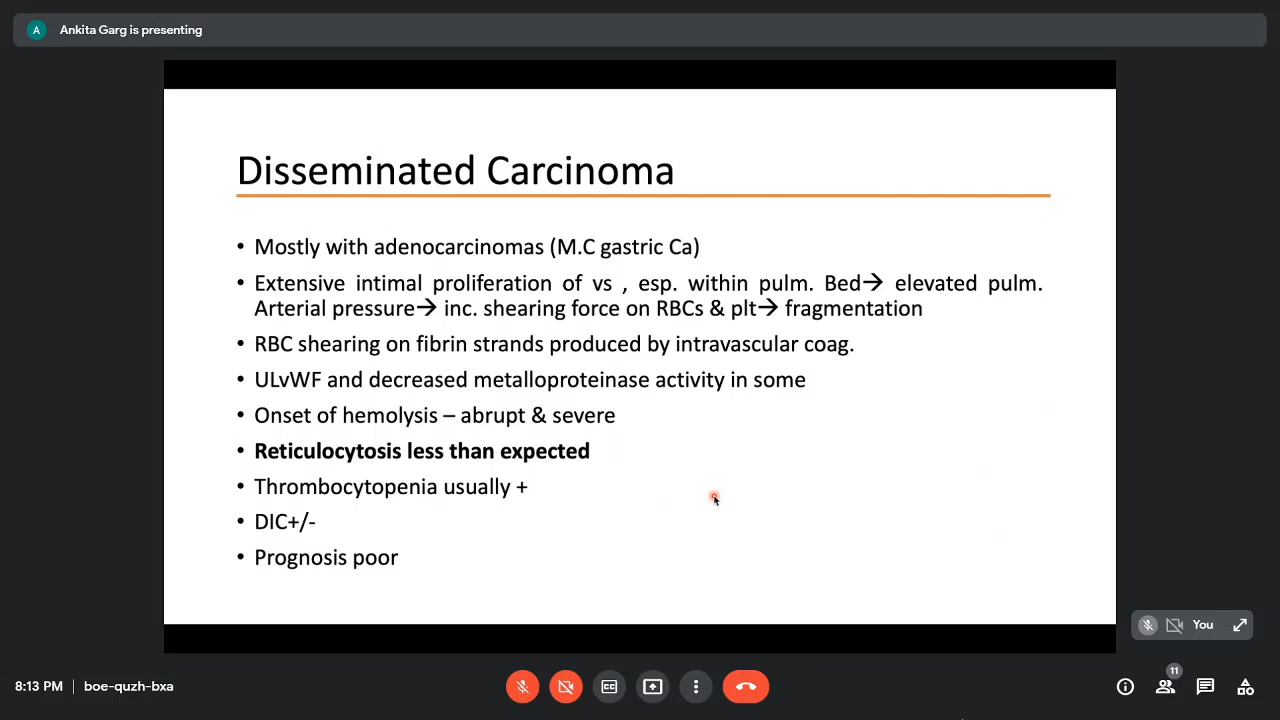 A Ankita Garg is presenting
Disseminated Carcinoma
• Mostly with adenocarcinomas (M.C gastric Ca)
• Extensive intimal proliferation of vs , esp. within pulm. Bed→ elevated pulm.
Arterial pressure→ inc. shearing force on RBCs & plt→ fragmentation
• RBC shearing on fibrin strands produced by intravascular coag.
• ULvWF and decreased metalloproteinase activity in some
• Onset of hemolysis – abrupt & severe
• Reticulocytosis less than expected
• Thrombocytopenia usually +
• DIC+/-
• Prognosis poor
You
8:13 PM | boe-quzh-bxa
CC
11